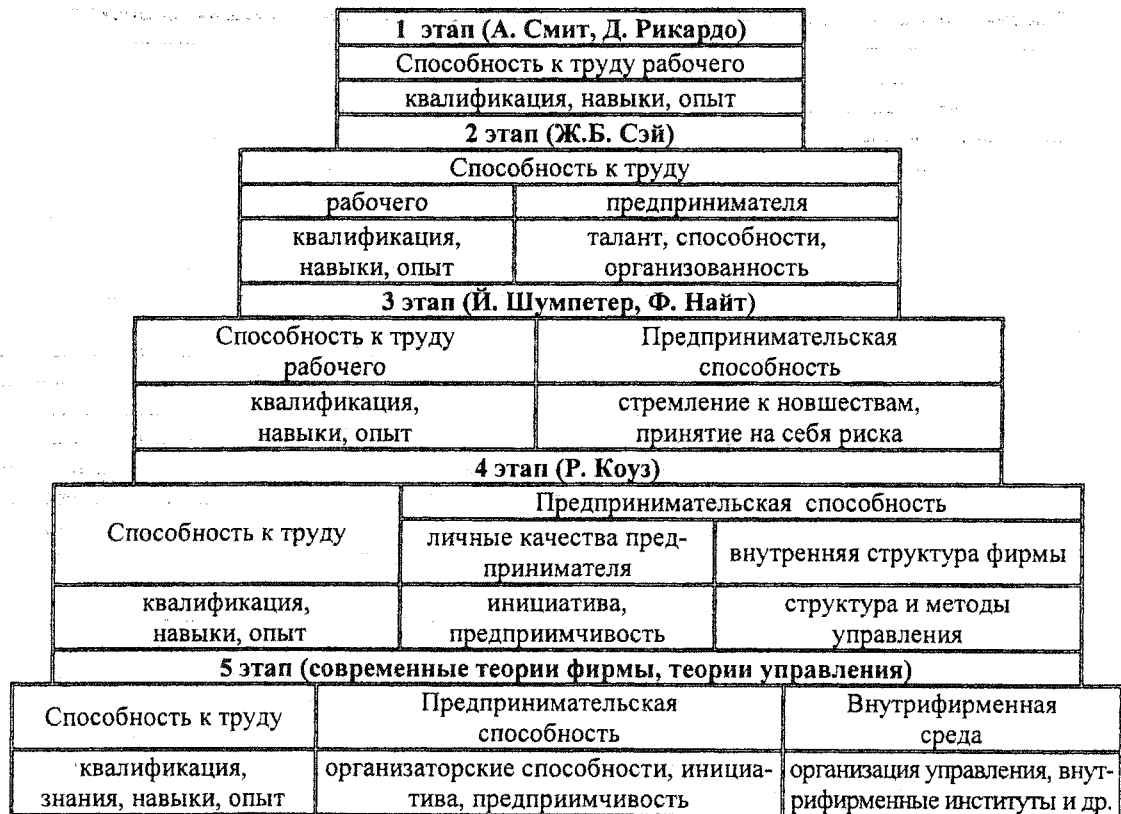 1 этап (А. Смит, Д. Рикардо)
Способность к труду рабочего
квалификация, навыки, опыт
2 этап (Ж.Б. Сэй)
Способность к труду
рабочего
предпринимателя
квалификация,
навыки, опыт
талант, способности,
организованность
3 этап (Й. Шумпетер, Ф. Найт)
Способность к труду
рабочего
Предпринимательская
способность
квалификация,
навыки, опыт
стремление к новшествам,
принятие на себя риска
4 этап (Р. Коуз)
Способность к труду
Предпринимательская способность
личные качества пред-
принимателя
внутренняя структура фирмы
квалификация,
навыки, опыт
инициатива,
предприимчивость
структура и методы
управления
5 этап (современные теории фирмы, теории управления)
Способность к труду
Предпринимательская
способность
Внутрифирменная
среда
квалификация,
знания, навыки, опыт
организаторские способности, инициа-
тива, предприимчивость
организация управления, внут-
рифирменные институты и др.